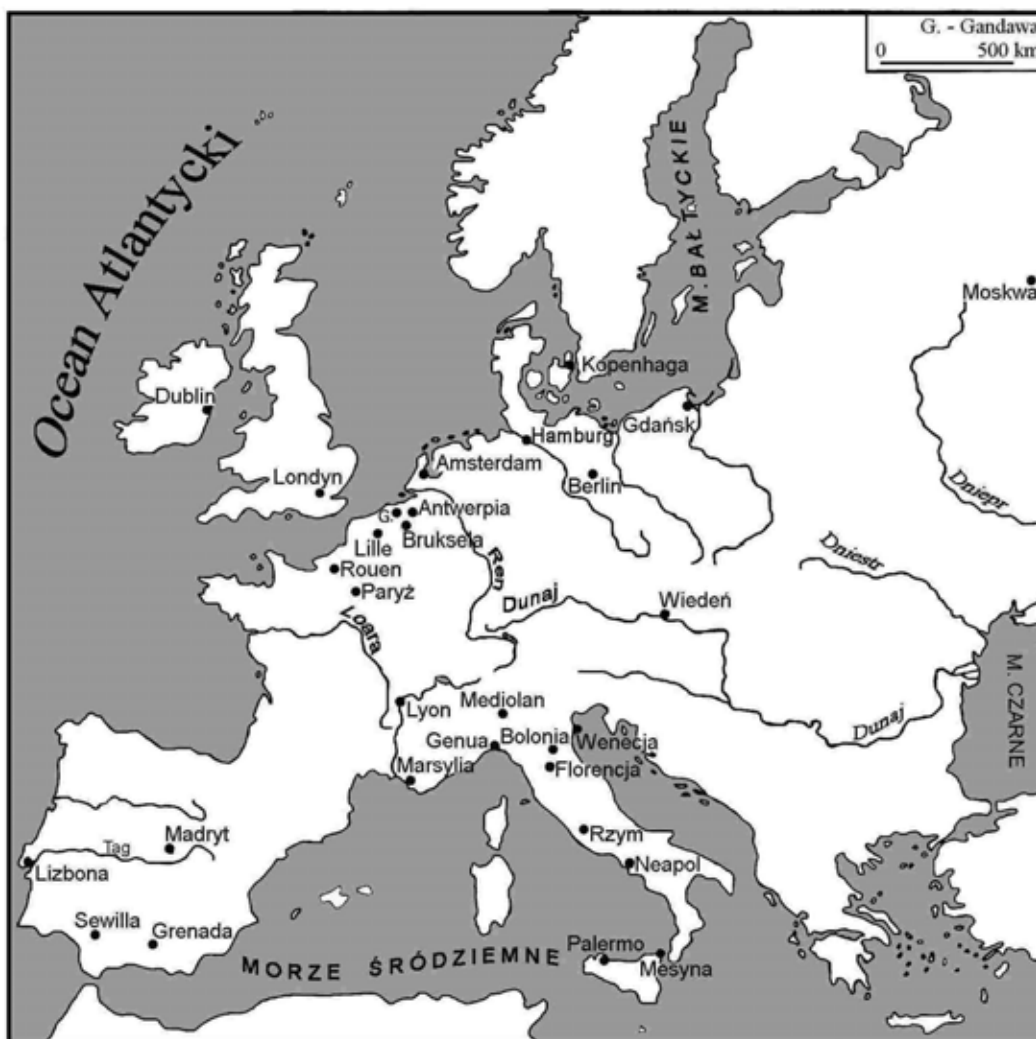 G. - Gandawa
0 500 km
Ocean Atlantycki
M. BAŁTYCKIE
Moskwa
Kopenhaga
Dublin
Gdańsk
Hamburg
Amsterdam
Berlin
Londyn
Dniepr
G.
Antwerpia
Bruksela
Lille
Ren
Dniestr
Rouen
Paryż
Dunaj
Wiedeń
Loara
M. CZARNE
Lyon
Mediolan
Dunaj
Genua
Bolonia
Wenecja
Marsylia
Florencja
Madryt
Rzym
Tag
Lizbona
Neapol
Sewilla
Grenada
Palermo
Mesyna
MORZE ŚRÓDZIEMNE